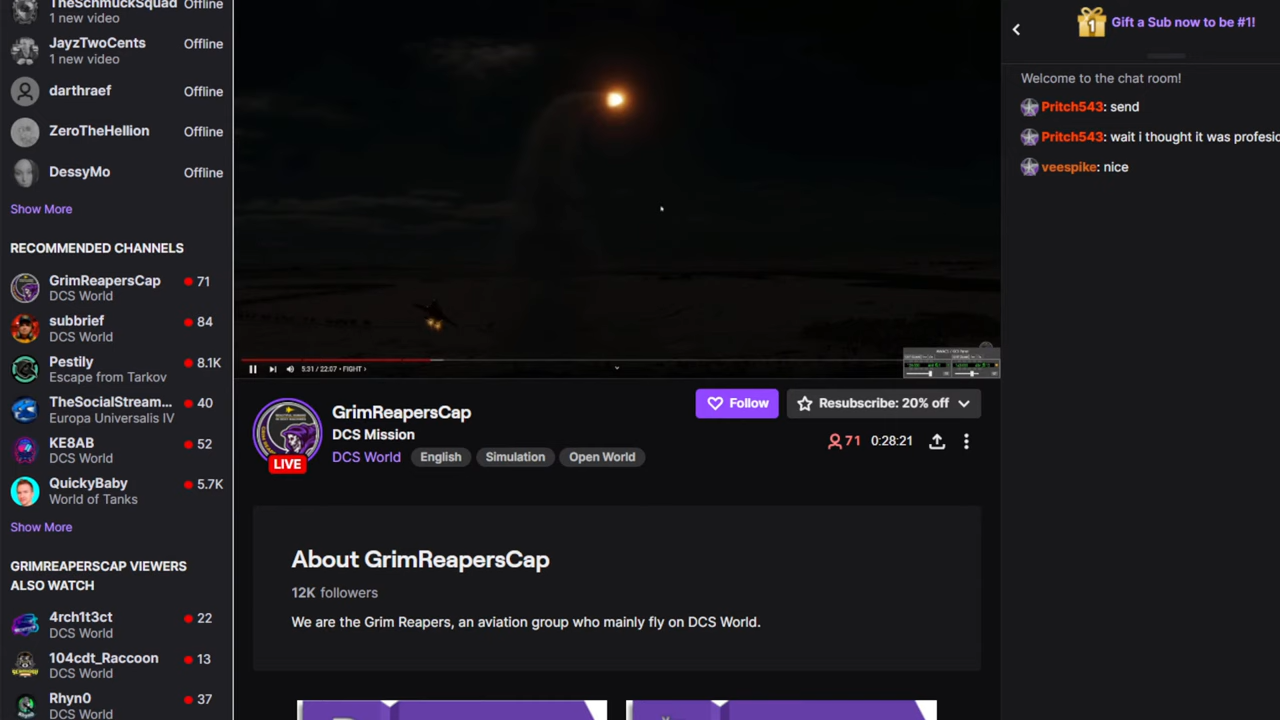 TheSchmuckSquad
Offline
1 new video
JayzTwoCents
Offline
1 new video
darthraef
Offline
ZeroTheHellion
Offline
DessyMo
Offline
Show More
RECOMMENDED CHANNELS
GrimReapersCap
71
DCS World
subbrief
84
DCS World
Pestily
8.1K
Escape from Tarkov
TheSocialStream...
40
Europa Universalis IV
KE8AB
52
DCS World
QuickyBaby
5.7K
World of Tanks
Show More
GRIMREAPERSCAP VIEWERS
ALSO WATCH
4rch1t3ct
22
DCS World
104cdt_Raccoon
13
DCS World
Rhyn0
37
DCS World
5:31 / 22:07 • FIGHT ›
LIVE
GrimReapersCap
DCS Mission
DCS World English Simulation Open World
Follow
Resubscribe: 20% off
71 0:28:21
About GrimReapersCap
12K followers
We are the Grim Reapers, an aviation group who mainly fly on DCS World.
1
Gift a Sub now to be #1!
Welcome to the chat room!
Pritch543: send
Pritch543: wait i thought it was profesio
veespike: nice